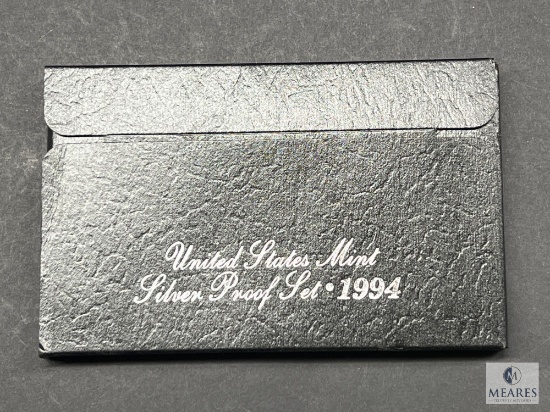 United States Mint
Silver Proof Set • 1994
M
MEARES